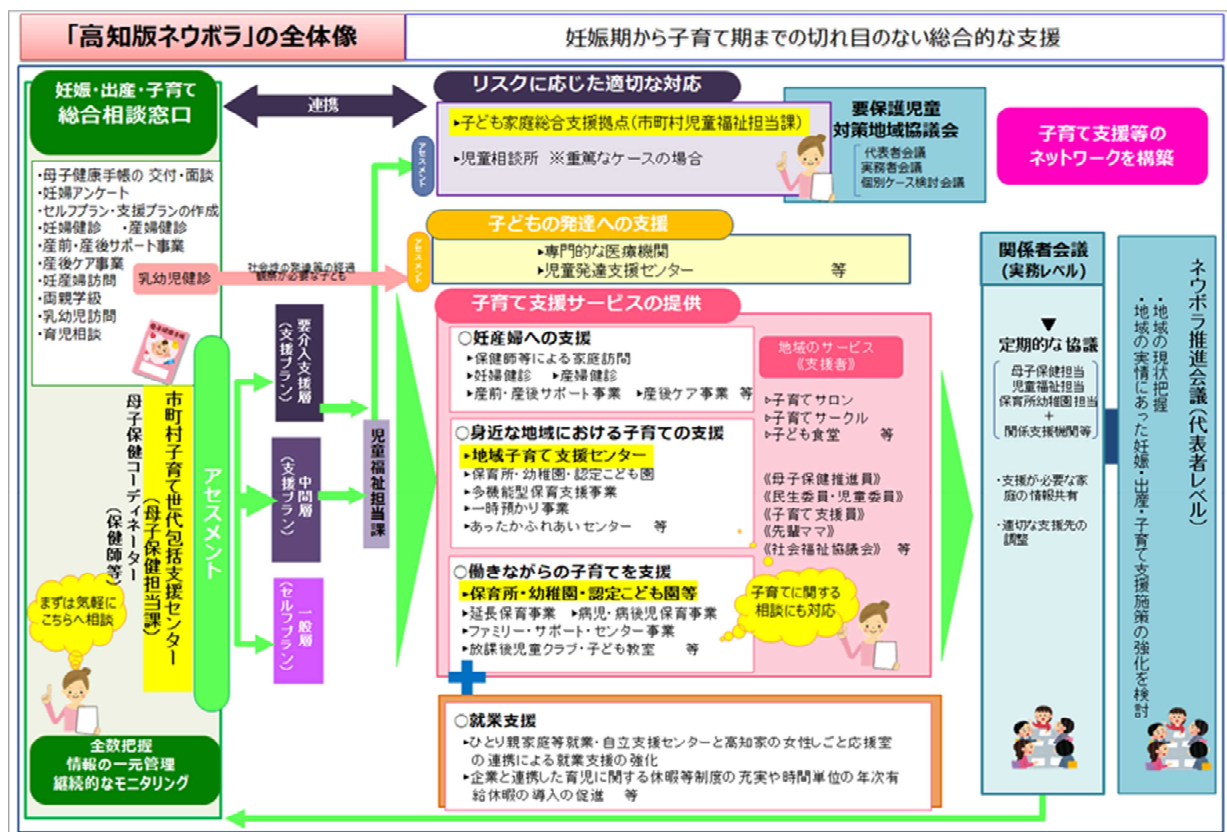 「高知版ネウボラ」の全体像
妊娠期から子育て期までの切れ目のない総合的な支援
妊娠・出産・子育て
総合相談窓口
・母子健康手帳の 交付・面談
・妊婦アンケート
・セルフプラン・支援プランの作成
・妊婦健診 ・産婦健診
・産前・産後サポート事業
・産後ケア事業
・妊産婦訪問
・両親学級
・乳幼児訪問
・育児相談
乳幼児健診
母子健康手帳
市町村子育て世代包括支援センター
(母子保健担当課)
母子保健コーディネーター
(保健師等)
まずは気軽に
こちらへ相談
全数把握
情報の一元管理
継続的なモニタリング
アセスメント
連携
社会性の発達等の経過
観察が必要な子ども
要介入支援層
(支援プラン)
中間層
(支援プラン)
一般層
(セルフプラン)
児童福祉担当課
リスクに応じた適切な対応
アセスメント
▸子ども家庭総合支援拠点(市町村児童福祉担当課)
▸児童相談所 ※重篤なケースの場合
要保護児童
対策地域協議会
代表者会議
実務者会議
個別ケース検討会議
子育て支援等の
ネットワークを構築
子どもの発達への支援
アセスメント
▸専門的な医療機関
▸児童発達支援センター 等
子育て支援サービスの提供
○妊産婦への支援
▸保健師等による家庭訪問
▸妊婦健診 ▸産婦健診
▸産前・産後サポート事業 ▸産後ケア事業 等
○身近な地域における子育ての支援
▸地域子育て支援センター
▸保育所・幼稚園・認定こども園
▸多機能型保育支援事業
▸一時預かり事業
▸あったかふれあいセンター 等
○働きながらの子育てを支援
▸保育所・幼稚園・認定こども園等
▸延長保育事業 ▸病児・病後児保育事業
▸ファミリー・サポート・センター事業
▸放課後児童クラブ・子ども教室 等
地域のサービス
《支援者》
▹子育てサロン
▹子育てサークル
▹子ども食堂 等
《母子保健推進員》
《民生委員・児童委員》
《子育て支援員》
《先輩ママ》
《社会福祉協議会》 等
子育てに関する
相談にも対応
○就業支援
▸ひとり親家庭等就業・自立支援センターと高知家の女性しごと応援室
の連携による就業支援の強化
▸企業と連携した育児に関する休暇等制度の充実や時間単位の年次有
給休暇の導入の促進 等
関係者会議
(実務レベル)
▼
定期的な協議
母子保健担当
児童福祉担当
保育所幼稚園担当
+
関係支援機関等
・支援が必要な家
庭の情報共有
・適切な支援先の
調整
ネウボラ推進会議(代表者レベル)
・地域の現状把握
・地域の実情にあった妊娠・出産・子育て支援施策の強化を検討